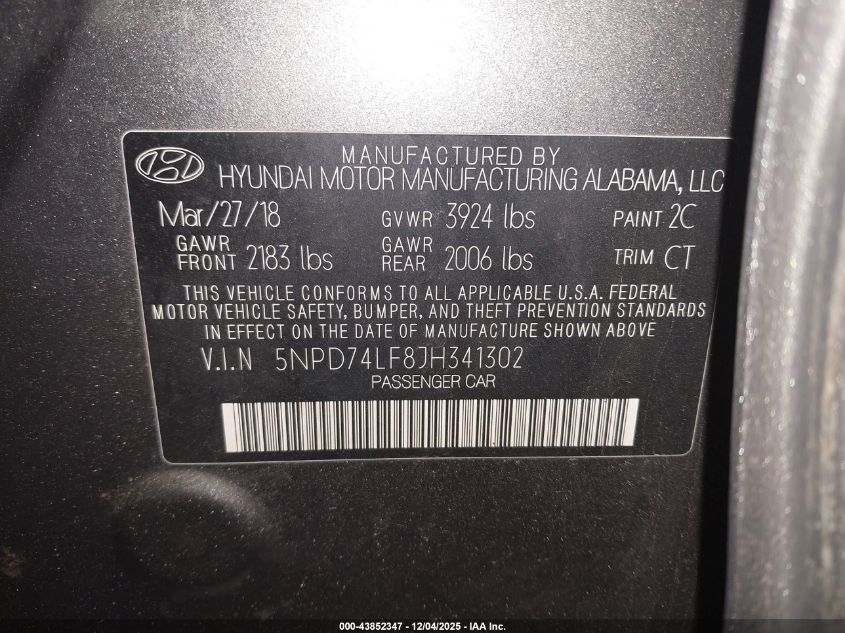 MANUFACTURED BY
HYUNDAI MOTOR MANUFACTURING ALABAMA, LLC
Mar/27/18 GVWR 3924 lbs PAINT 2C
GAWR FRONT 2183 lbs GAWR REAR 2006 lbs TRIM CT
THIS VEHICLE CONFORMS TO ALL APPLICABLE U.S.A. FEDERAL
MOTOR VEHICLE SAFETY, BUMPER, AND THEFT PREVENTION STANDARDS
IN EFFECT ON THE DATE OF MANUFACTURE SHOWN ABOVE
V.I.N 5NPD74LF8JH341302
PASSENGER CAR
000-43852347 - 12/04/2025 - IAA Inc.